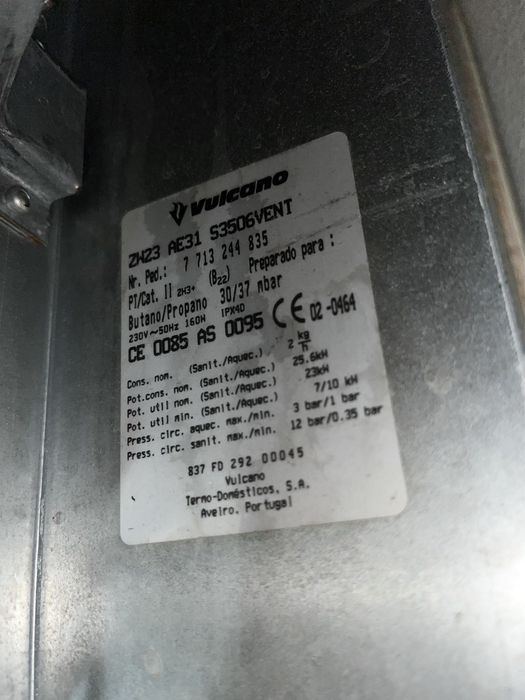 Vulcano
ZW23 AE31 S3506VENT
Nr. Ped.: 7 713 244 835
PT/Cat. II 2H3+ (B22) Preparado para :
Butano/Propano 30/37 mbar
230V~50Hz 160W IPX4D
CE 0085 AS 0095 CE 02-0464
Cons. nom. (Sanit./Aquec.) 2 kg/h
Pot.cons. nom. (Sanit./Aquec.) 25.6kW
Pot. util nom. (Sanit./Aquec.) 23kW
Pot. util min. (Sanit./Aquec.) 7/10 kW
Press. circ. aquec. max./min. 3 bar/1 bar
Press. circ. sanit. max./min. 12 bar/0.35 bar
837 FD 292 00045
Vulcano
Termo-Domésticos, S.A.
Aveiro. Portugal